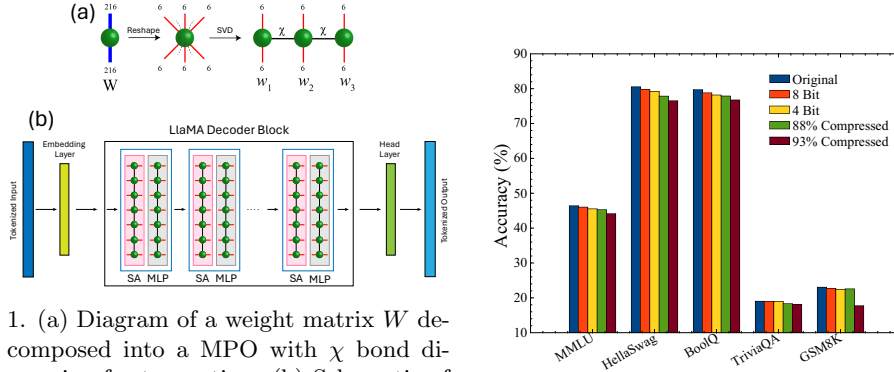 (a)
216 6 6 6 6 6 6
Reshape SVD χ χ
216 6 6 6 6 6 6
W w1 w2 w3
(b)
LlaMA Decoder Block
Embedding Layer
Head Layer
Tokenized Input
Tokenized Output
SA MLP SA MLP SA MLP
1. (a) Diagram of a weight matrix W de-
composed into a MPO with χ bond di-
Accuracy (%)
90
80
70
60
50
40
30
20
10
Original
8 Bit
4 Bit
88% Compressed
93% Compressed
MMLU
HellaSwag
BoolQ
TriviaQA
GSM8K